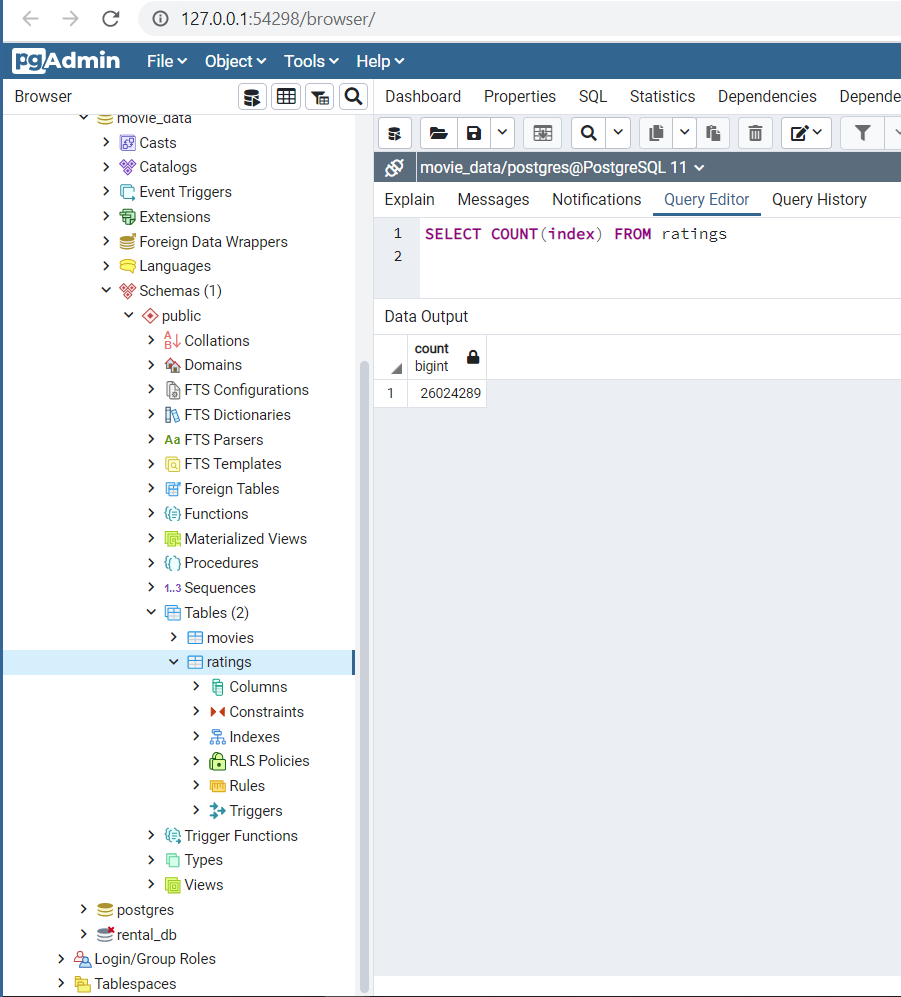 127.0.0.1:54298/browser/
pgAdmin File Object Tools Help
Browser
Dashboard Properties SQL Statistics Dependencies Depende
movie_data
Casts
Catalogs
Event Triggers
Extensions
Foreign Data Wrappers
Languages
Schemas (1)
public
Collations
Domains
FTS Configurations
FTS Dictionaries
Aa FTS Parsers
FTS Templates
Foreign Tables
Functions
Materialized Views
Procedures
1..3 Sequences
Tables (2)
movies
ratings
Columns
Constraints
Indexes
RLS Policies
Rules
Triggers
Trigger Functions
Types
Views
postgres
rental_db
Login/Group Roles
Tablespaces
movie_data/postgres@PostgreSQL 11
Explain Messages Notifications Query Editor Query History
1 SELECT COUNT(index) FROM ratings
2
Data Output
count
bigint
1 26024289